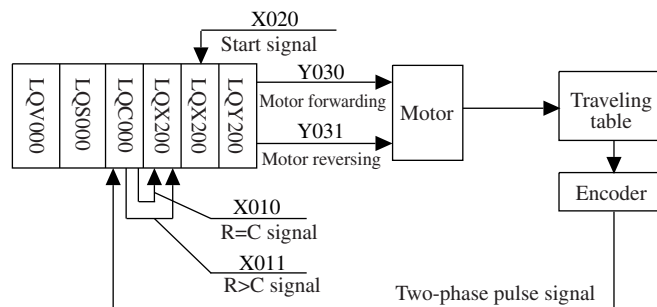 X020
Start signal
LQV000
LQS000
LQC000
LQX200
LQX200
LQY200
Y030
Motor forwarding
Y031
Motor reversing
Motor
Traveling
table
Encoder
X010
R=C signal
X011
R>C signal
Two-phase pulse signal